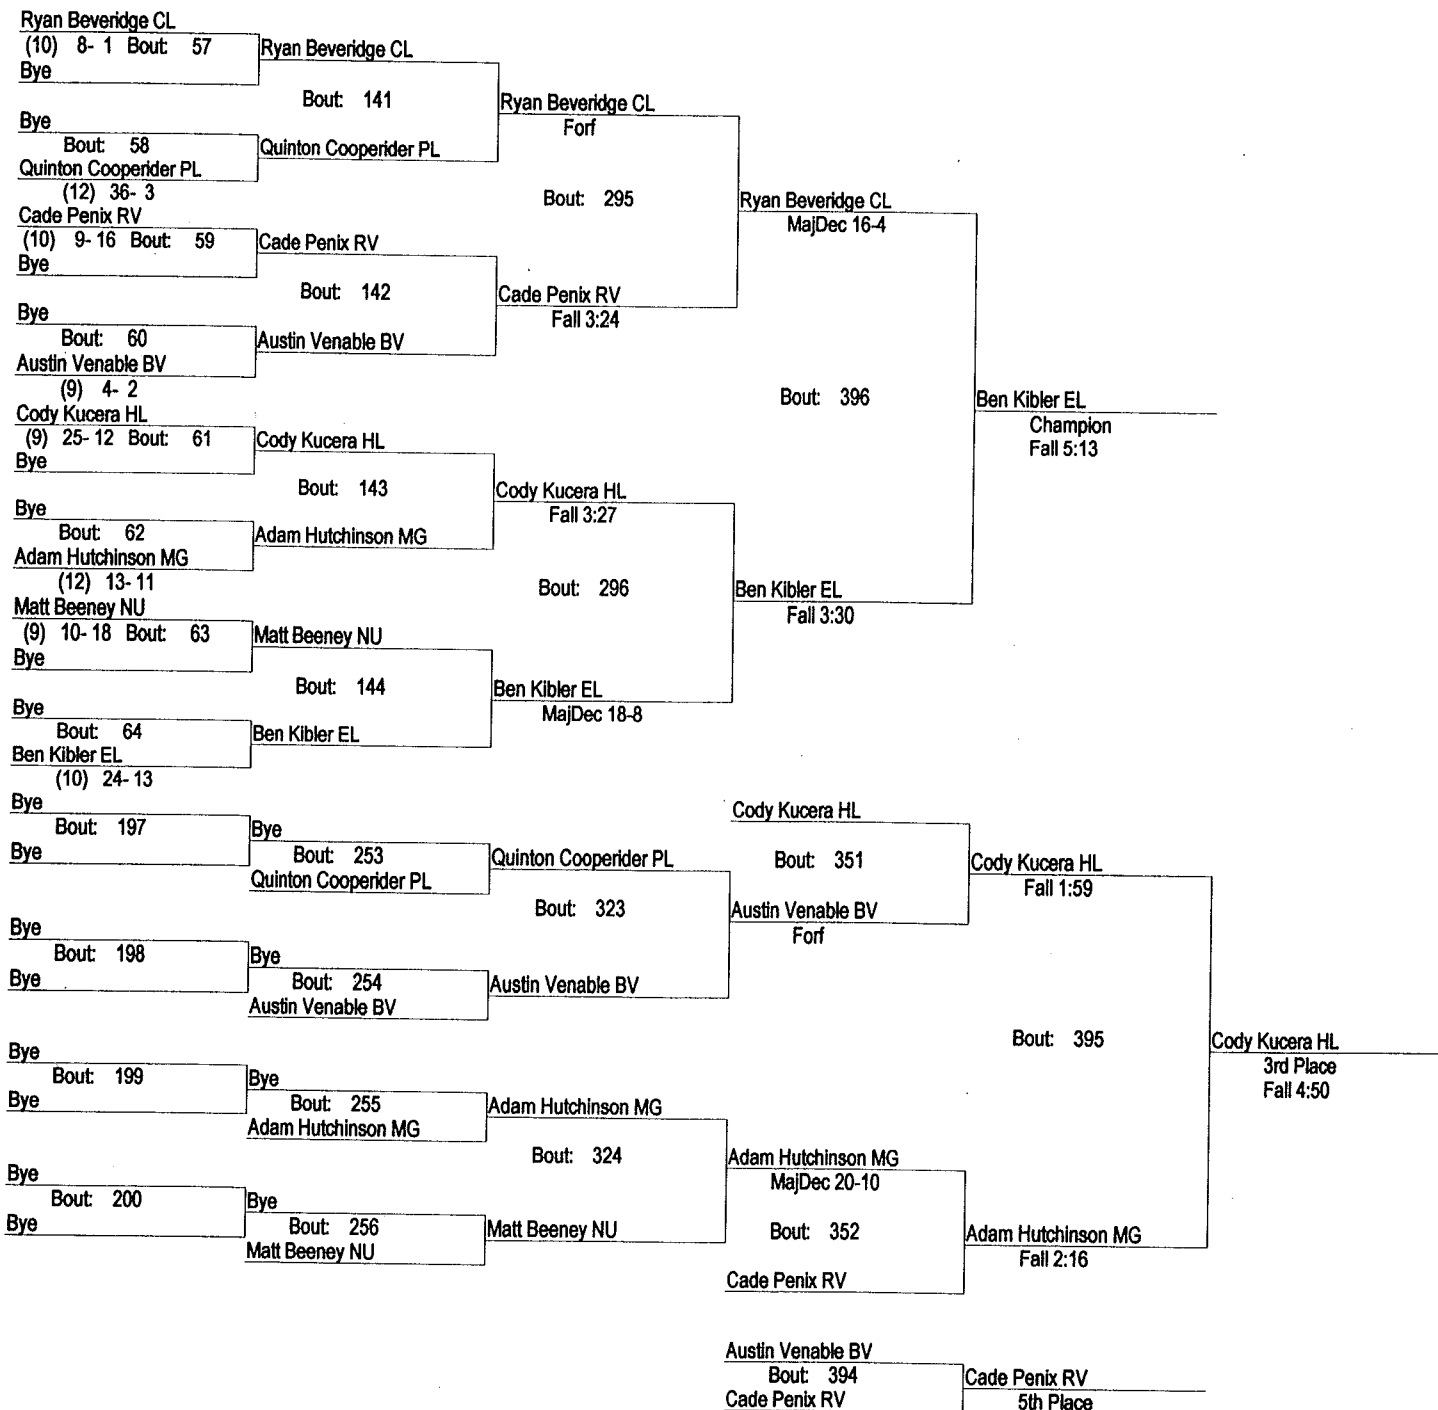 Ryan Beveridge CL
(10) 8- 1 Bout: 57
Bye
Ryan Beveridge CL
Bout: 141
Bye
Bout: 58
Quinton Cooperider PL
(12) 36- 3
Quinton Cooperider PL
Ryan Beveridge CL
Forf
Bout: 295
Cade Penix RV
(10) 9- 16 Bout: 59
Bye
Cade Penix RV
Bout: 142
Bye
Bout: 60
Austin Venable BV
(9) 4- 2
Austin Venable BV
Cade Penix RV
Fall 3:24
Ryan Beveridge CL
MajDec 16-4
Bout: 396
Ben Kibler EL
Champion
Fall 5:13
Cody Kucera HL
(9) 25- 12 Bout: 61
Bye
Cody Kucera HL
Bout: 143
Bye
Bout: 62
Adam Hutchinson MG
(12) 13- 11
Adam Hutchinson MG
Cody Kucera HL
Fall 3:27
Bout: 296
Ben Kibler EL
Fall 3:30
Matt Beeney NU
(9) 10- 18 Bout: 63
Bye
Matt Beeney NU
Bout: 144
Bye
Bout: 64
Ben Kibler EL
(10) 24- 13
Ben Kibler EL
Ben Kibler EL
MajDec 18-8
Bye
Bout: 197
Bye
Bye
Bout: 253
Quinton Cooperider PL
Quinton Cooperider PL
Bout: 323
Bye
Bout: 198
Bye
Bye
Bout: 254
Austin Venable BV
Austin Venable BV
Cody Kucera HL
Bout: 351
Austin Venable BV
Forf
Cody Kucera HL
Fall 1:59
Bout: 395
Cody Kucera HL
3rd Place
Fall 4:50
Bye
Bout: 199
Bye
Bye
Bout: 255
Adam Hutchinson MG
Adam Hutchinson MG
Bout: 324
Bye
Bout: 200
Bye
Bye
Bout: 256
Matt Beeney NU
Matt Beeney NU
Adam Hutchinson MG
MajDec 20-10
Bout: 352
Cade Penix RV
Adam Hutchinson MG
Fall 2:16
Austin Venable BV
Bout: 394
Cade Penix RV
Cade Penix RV
5th Place